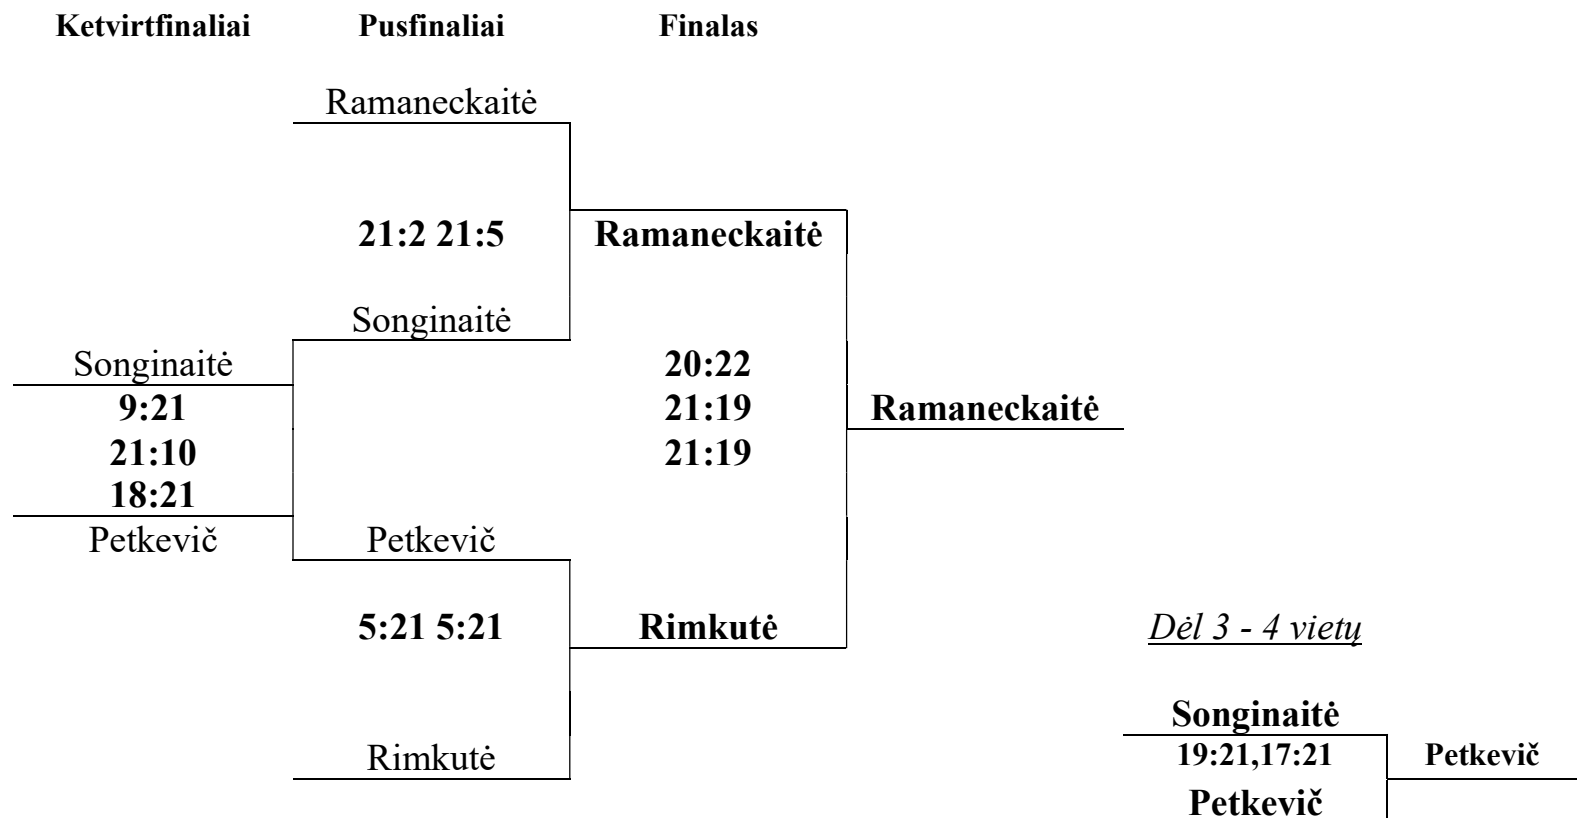 Ketvirtfinaliai Pusfinaliai Finalas
Ramaneckaitė
21:2 21:5 Ramaneckaitė
Songinaitė
Songinaitė 20:22
9:21 21:19 Ramaneckaitė
21:10 21:19
18:21
Petkevič Petkevič
5:21 5:21 Rimkutė Dėl 3 - 4 vietų
Songinaitė
Rimkutė 19:21,17:21 Petkevič
Petkevič